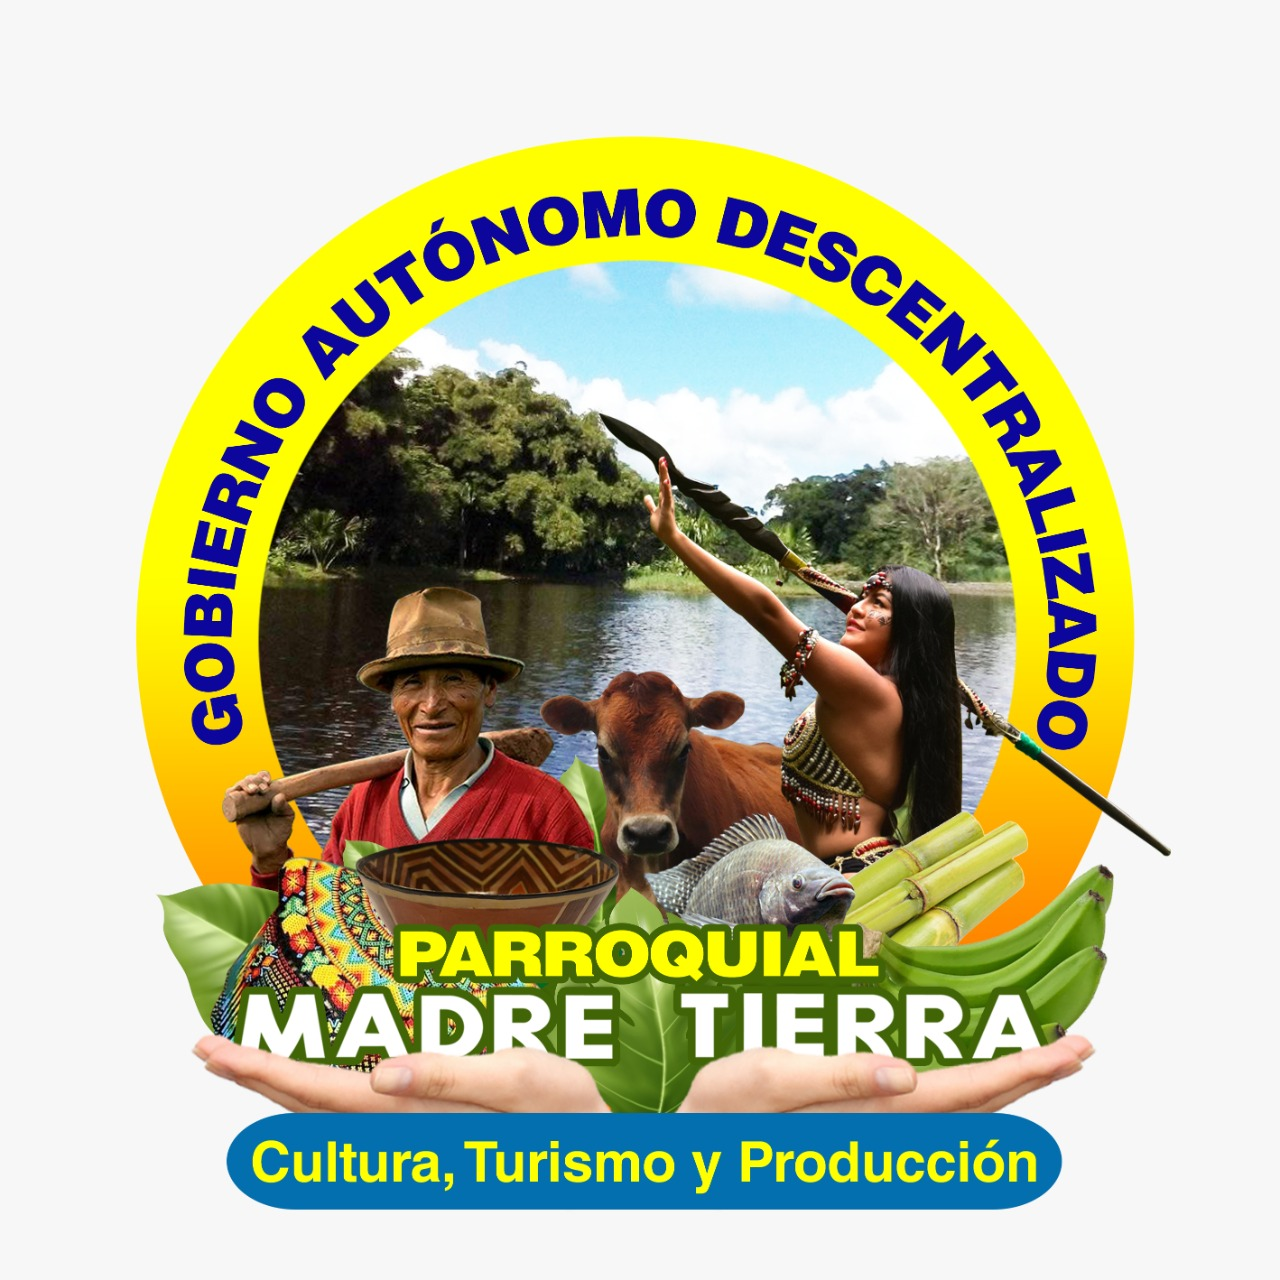 GOBIERNO AUTÓNOMO DESCENTRALIZADO
PARROQUIAL
MADRE TIERRA
Cultura, Turismo y Producción